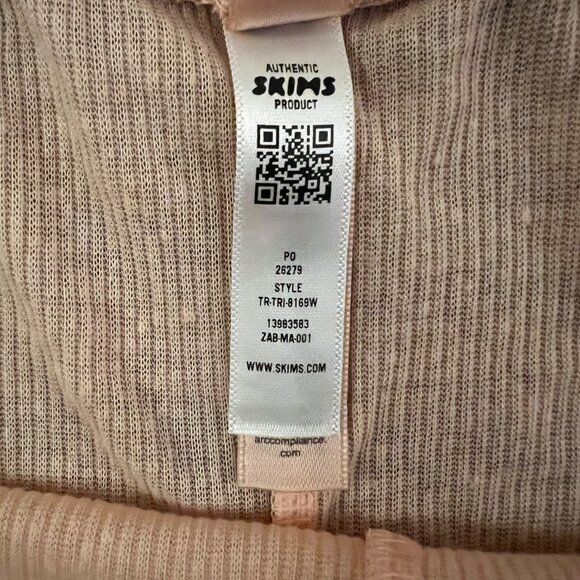 AUTHENTIC
SKIMS
PRODUCT
PO
26279
STYLE
TR-TRI-8169W
13983583
ZAB-MA-001
WWW.SKIMS.COM
arccompliance.
com